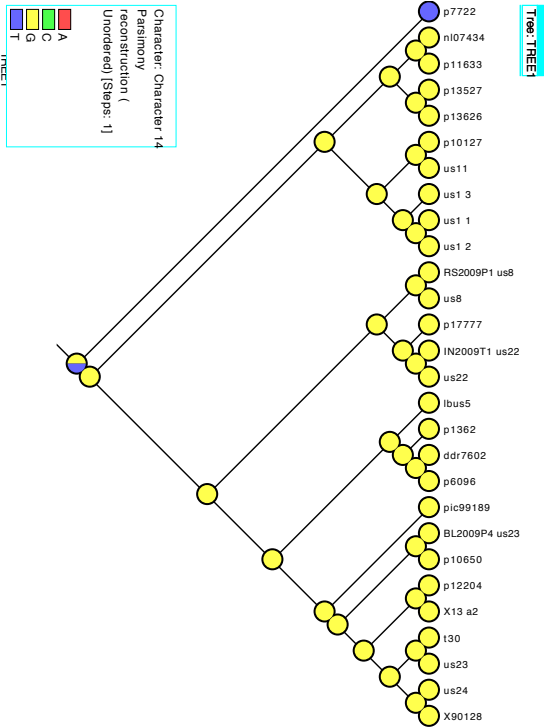 Tree: TREE1
Character: Character 14
Parsimony
reconstruction (
Unordered) [Steps: 1]
A
C
G
T
p7722
nl07434
p11633
p13527
p13626
p10127
us11
us1 3
us1 1
us1 2
RS2009P1 us8
us8
p17777
IN2009T1 us22
us22
lbus5
p1362
ddr7602
p6096
pic99189
BL2009P4 us23
p10650
p12204
X13 a2
t30
us23
us24
X90128